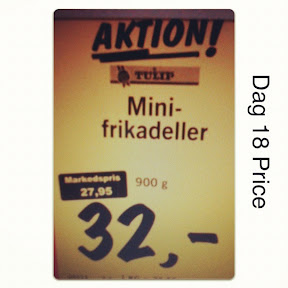 AKTION!
TULIP
Mini-
frikadeller
Markedspris
27,95
900 g
32,-
Dag 18 Price